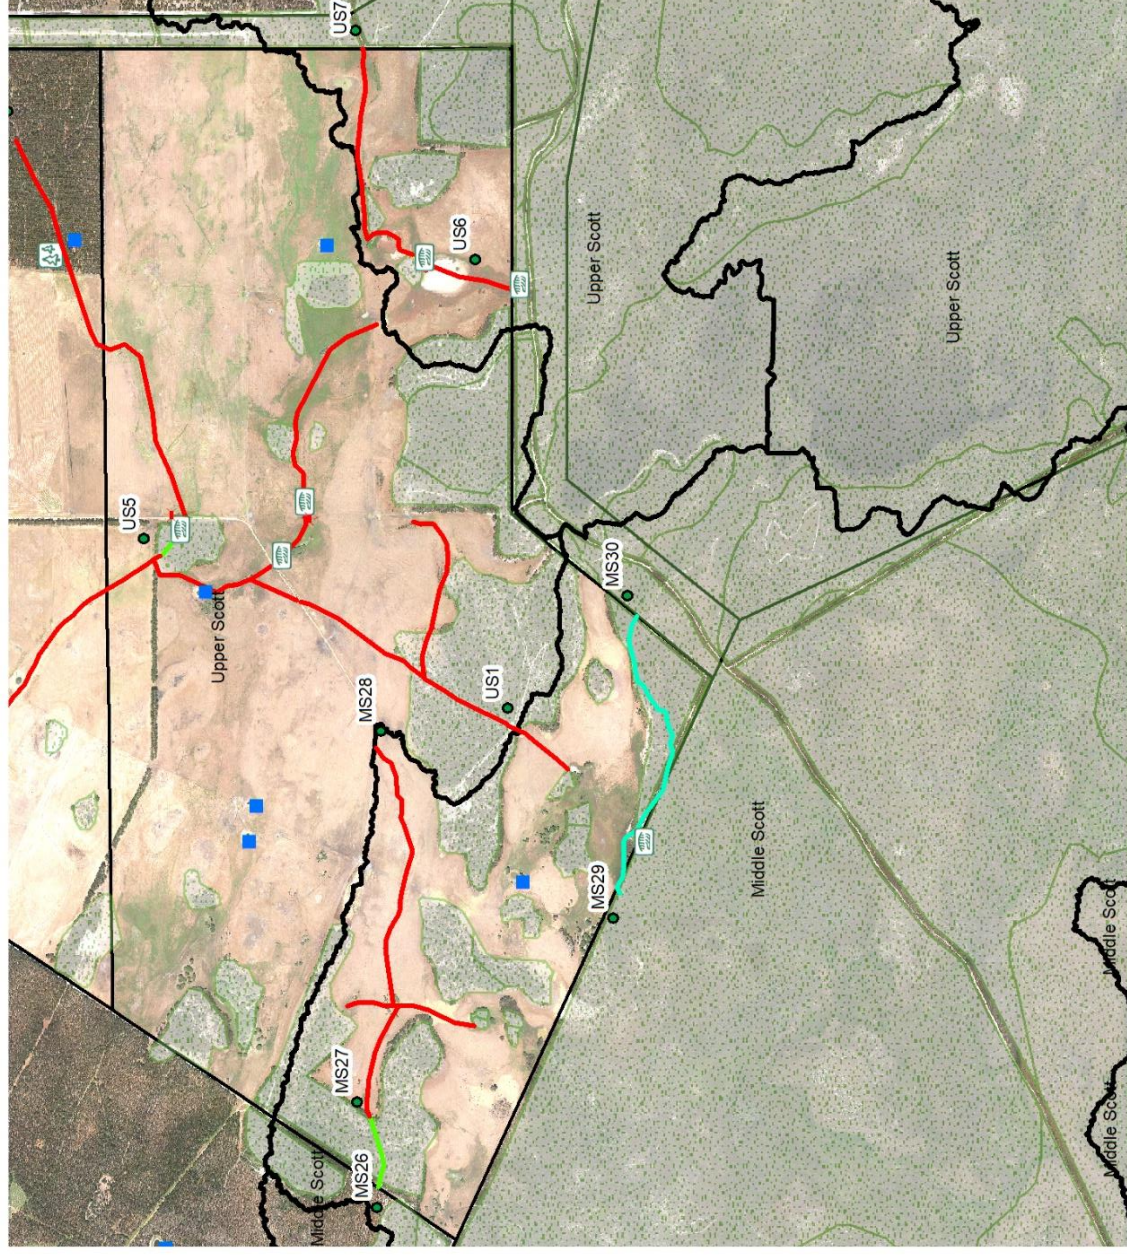 US7
US6
Upper Scott
Upper Scott
US5
Upper Scott
MS28
US1
MS30
MS29
Middle Scott
MS27
MS26
Middle Scott
Middle Scott
Middle Scott